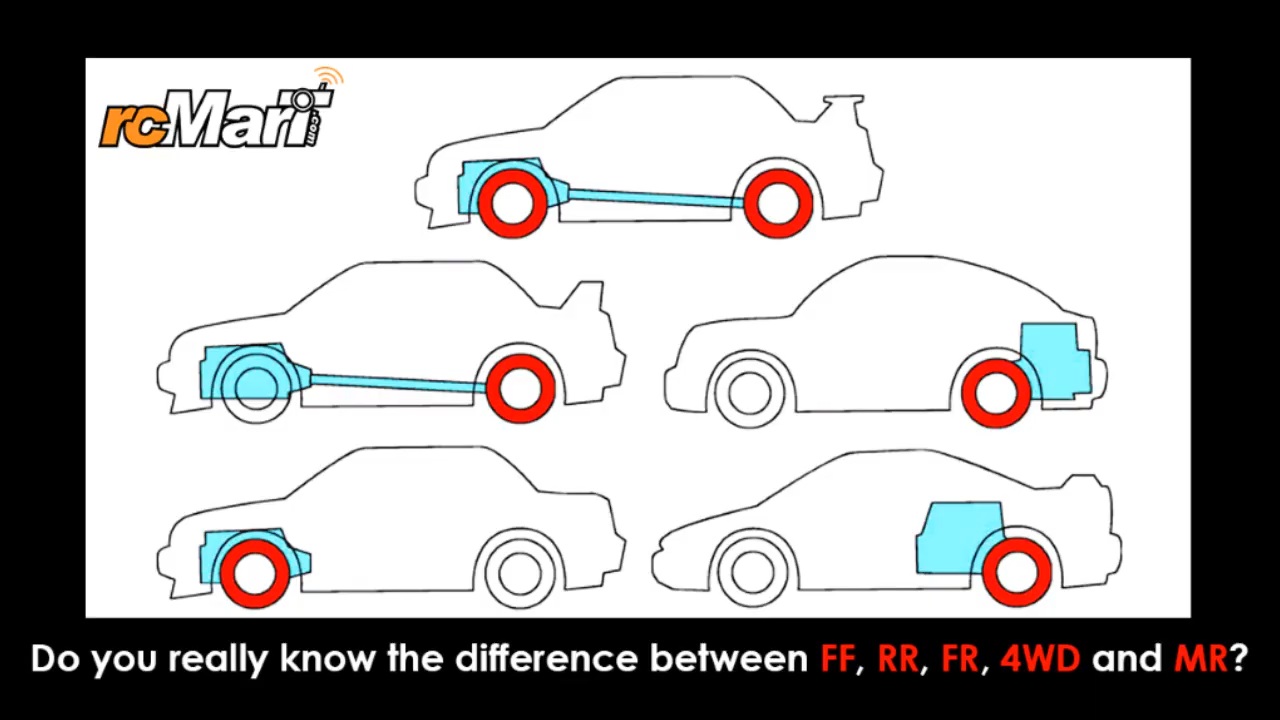 rcMart.com
Do you really know the difference between FF, RR, FR, 4WD and MR?